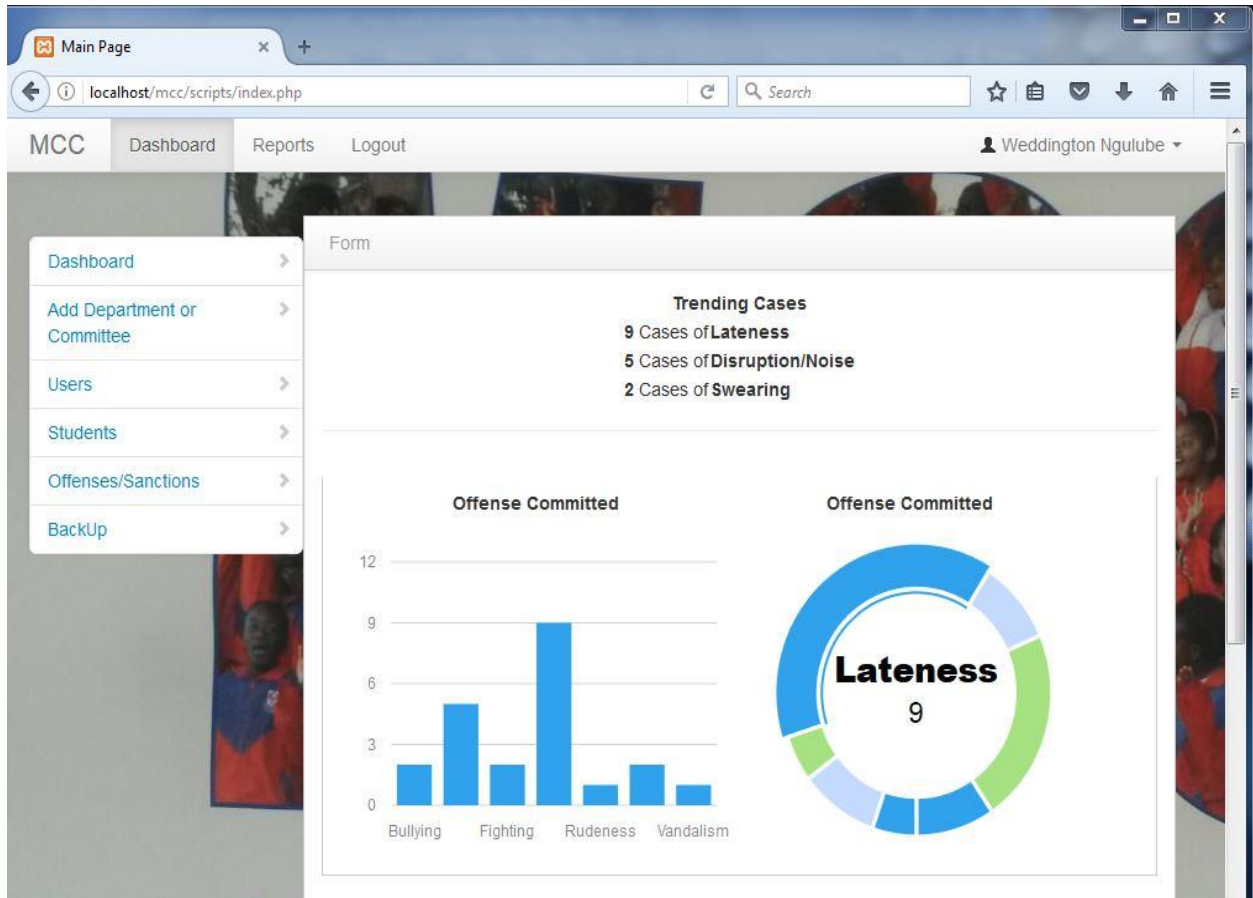 Main Page
localhost/mcc/scripts/index.php
Search
MCC Dashboard Reports Logout Weddington Ngulube
Dashboard
Add Department or
Committee
Users
Students
Offenses/Sanctions
BackUp
Form
Trending Cases
9 Cases of Lateness
5 Cases of Disruption/Noise
2 Cases of Swearing
Offense Committed
12
9
6
3
0
Bullying Fighting Rudeness Vandalism
Offense Committed
Lateness
9